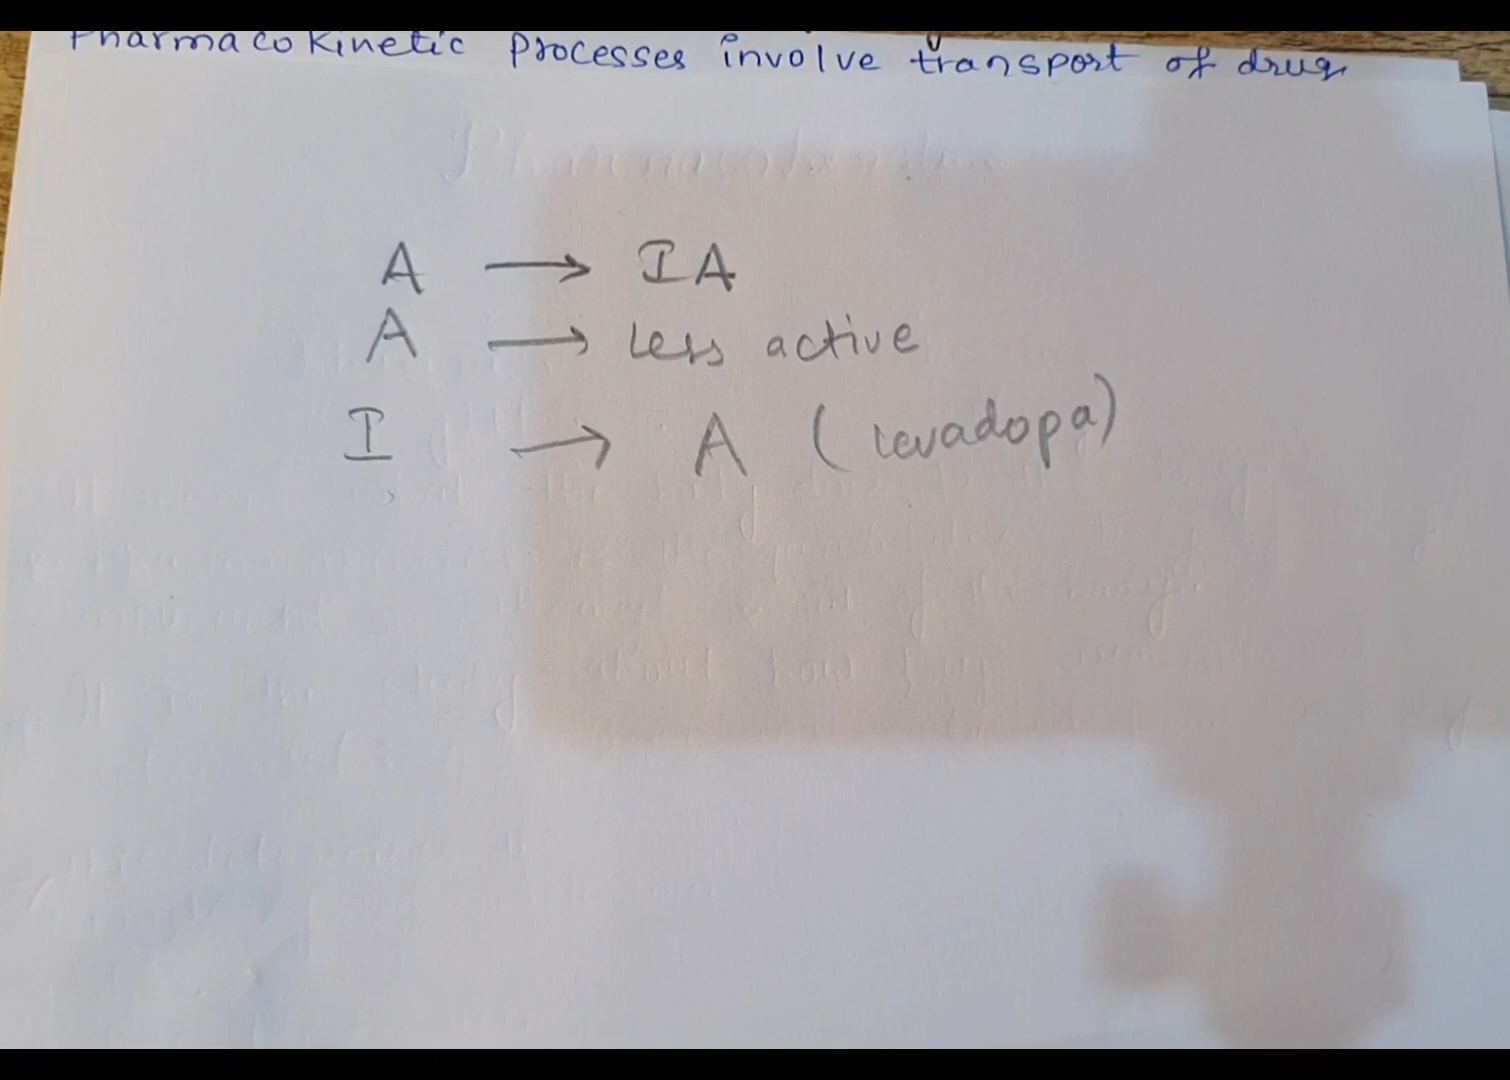 Pharmacokinetic Processes involve transport of drug
A → IA
A → Less active
I → A (levadopa)